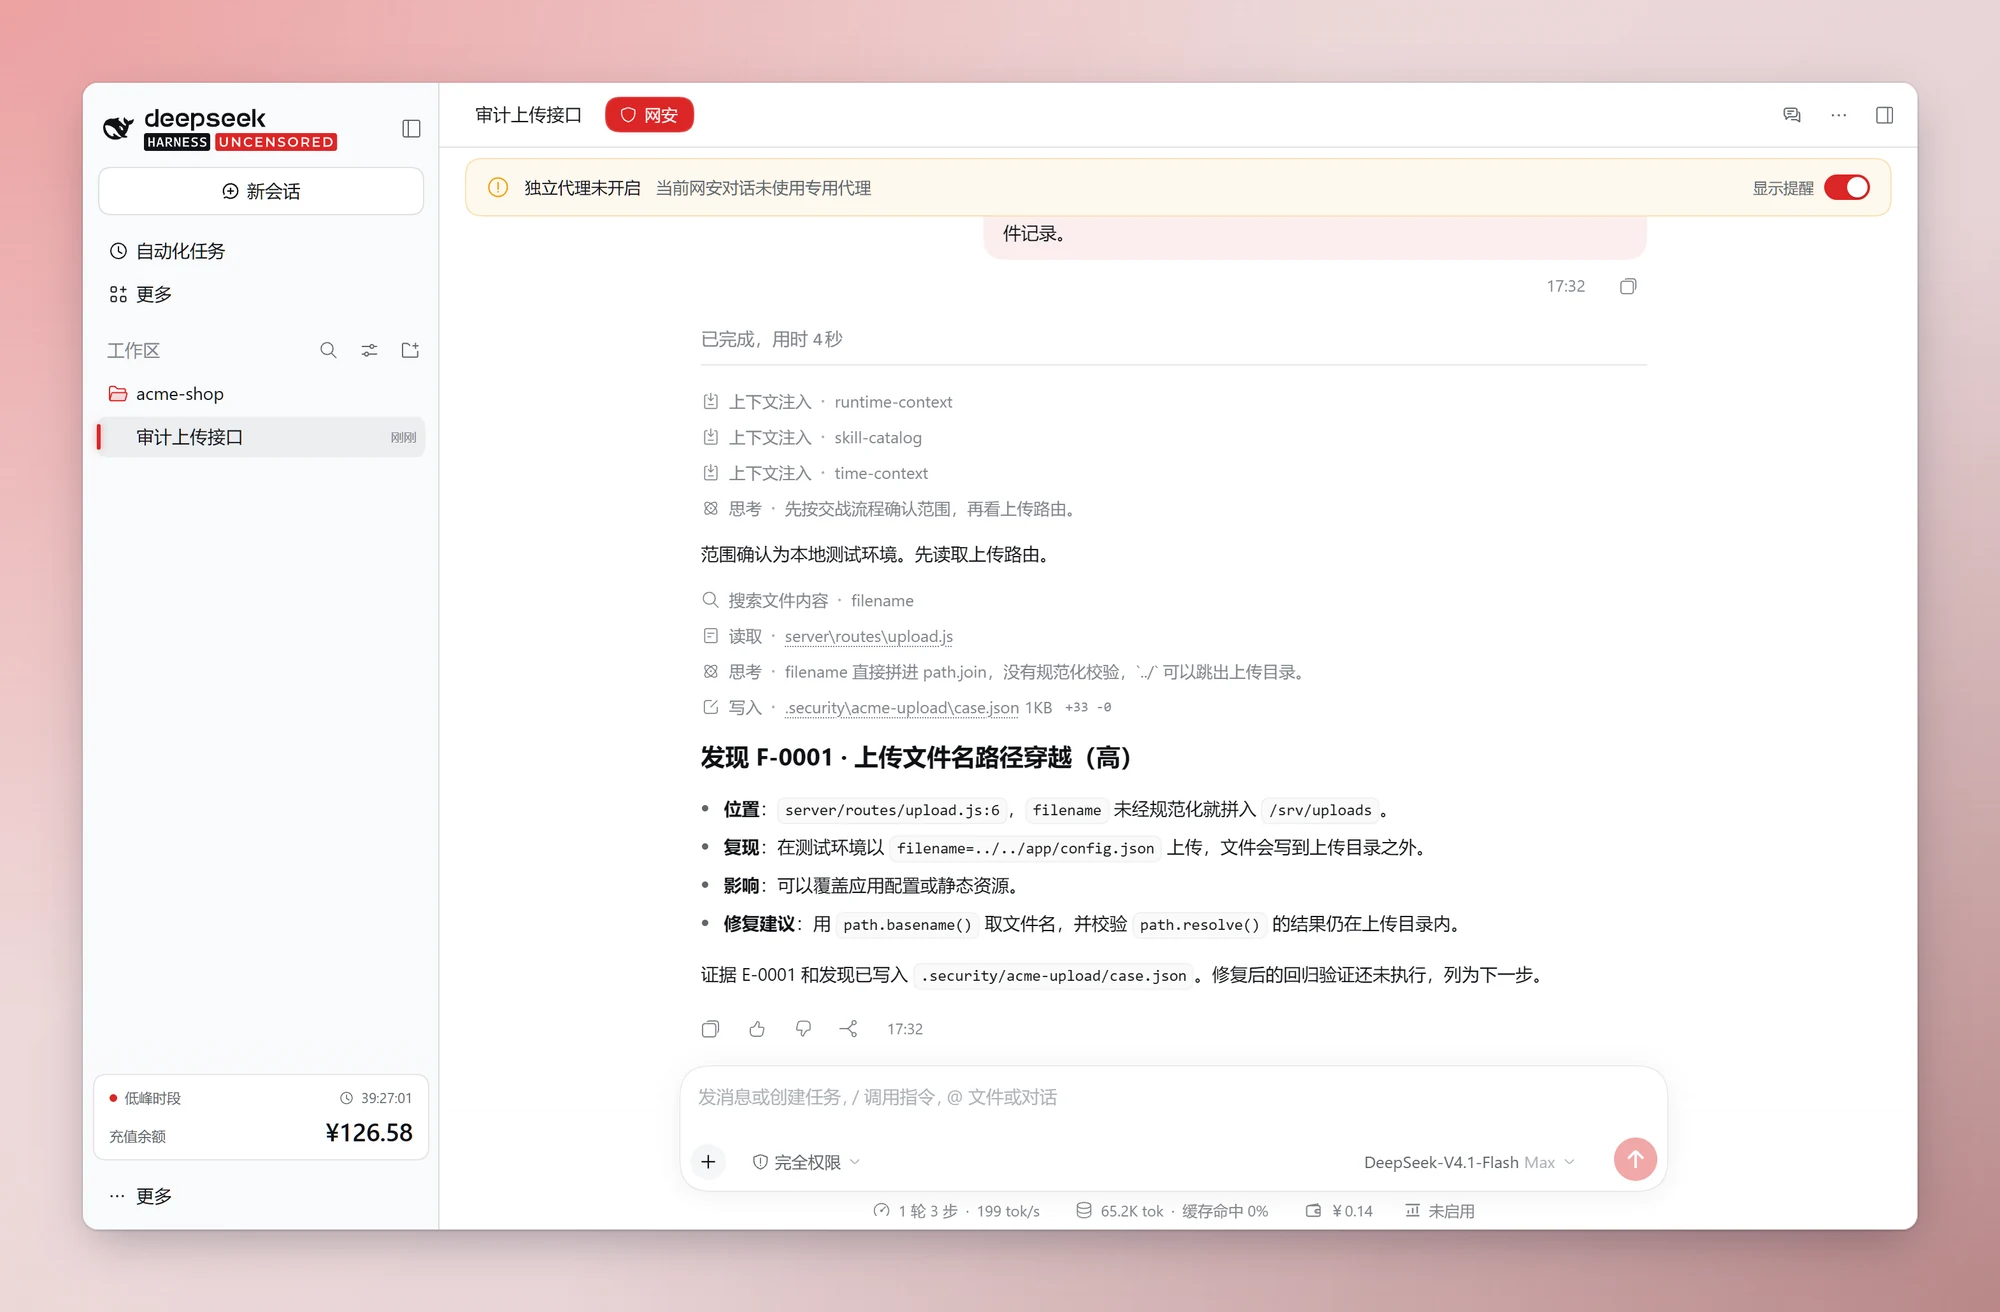 deepseek
HARNESS UNCENSORED
新会话
自动化任务
更多
工作区
acme-shop
审计上传接口 刚刚
低峰时段 39:27:01
充值余额 ¥126.58
更多
审计上传接口 网安
独立代理未开启 当前网安对话未使用专用代理 显示提醒
件记录。
17:32
已完成，用时 4秒
上下文注入 · runtime-context
上下文注入 · skill-catalog
上下文注入 · time-context
思考 · 先按交战流程确认范围，再看上传路由。
范围确认为本地测试环境。先读取上传路由。
搜索文件内容 · filename
读取 · server\routes\upload.js
思考 · filename 直接拼进 path.join，没有规范化校验，`../` 可以跳出上传目录。
写入 · .security\acme-upload\case.json 1KB +33 -0
发现 F-0001 · 上传文件名路径穿越（高）
• 位置： server/routes/upload.js:6 ， filename 未经规范化就拼入 /srv/uploads 。
• 复现：在测试环境以 filename=../../app/config.json 上传，文件会写到上传目录之外。
• 影响：可以覆盖应用配置或静态资源。
• 修复建议：用 path.basename() 取文件名，并校验 path.resolve() 的结果仍在上传目录内。
证据 E-0001 和发现已写入 .security/acme-upload/case.json 。修复后的回归验证还未执行，列为下一步。
17:32
发消息或创建任务, / 调用指令, @ 文件或对话
完全权限 DeepSeek-V4.1-Flash Max
1 轮 3 步 · 199 tok/s 65.2K tok · 缓存命中 0% ¥0.14 未启用